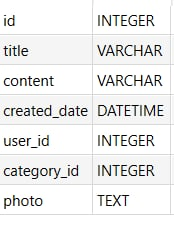 id INTEGER
title VARCHAR
content VARCHAR
created_date DATETIME
user_id INTEGER
category_id INTEGER
photo TEXT